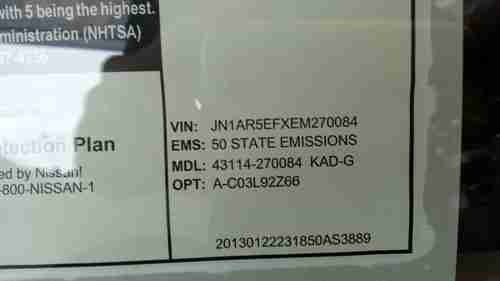 with 5 being the highest.
ministration (NHTSA)
tection Plan
ed by Nissan!
-800-NISSAN-1
VIN: JN1AR5EFXEM270084
EMS: 50 STATE EMISSIONS
MDL: 43114-270084 KAD-G
OPT: A-C03L92Z66
20130122231850AS3889